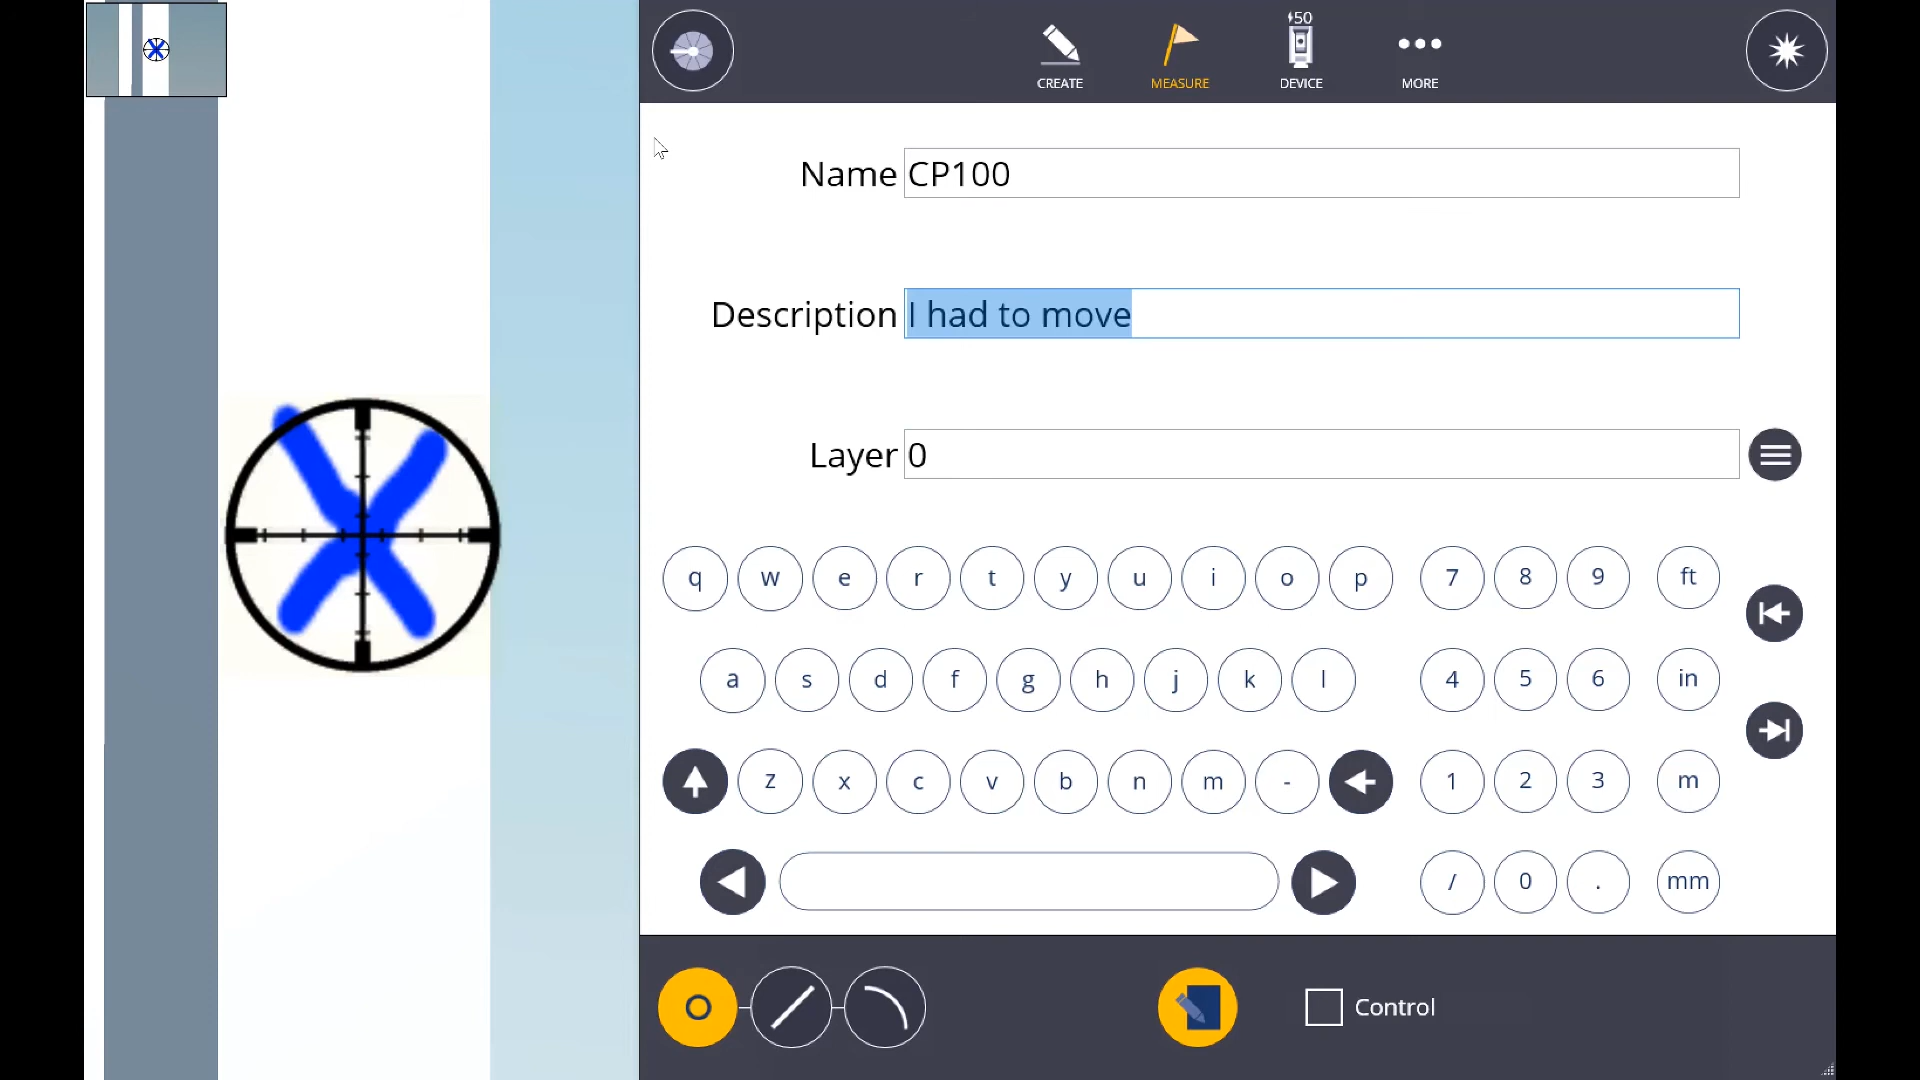 50
CREATE
MEASURE
DEVICE
MORE
Name CP100
Description I had to move
Layer 0
q w e r t y u i o p 7 8 9 ft
a s d f g h j k l 4 5 6 in
z x c v b n m - 1 2 3 m
/ 0 . mm
Control